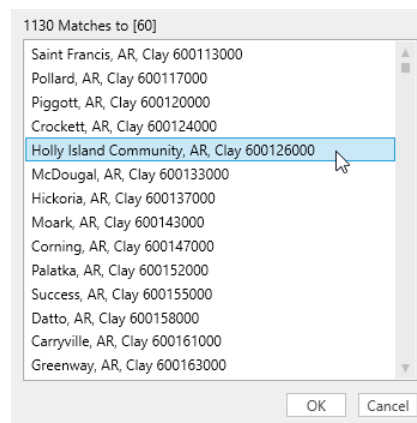 1130 Matches to [60]
Saint Francis, AR, Clay 600113000
Pollard, AR, Clay 600117000
Piggott, AR, Clay 600120000
Crockett, AR, Clay 600124000
Holly Island Community, AR, Clay 600126000
McDougal, AR, Clay 600133000
Hickoria, AR, Clay 600137000
Moark, AR, Clay 600143000
Corning, AR, Clay 600147000
Palatka, AR, Clay 600152000
Success, AR, Clay 600155000
Datto, AR, Clay 600158000
Carryville, AR, Clay 600161000
Greenway, AR, Clay 600163000
OK Cancel